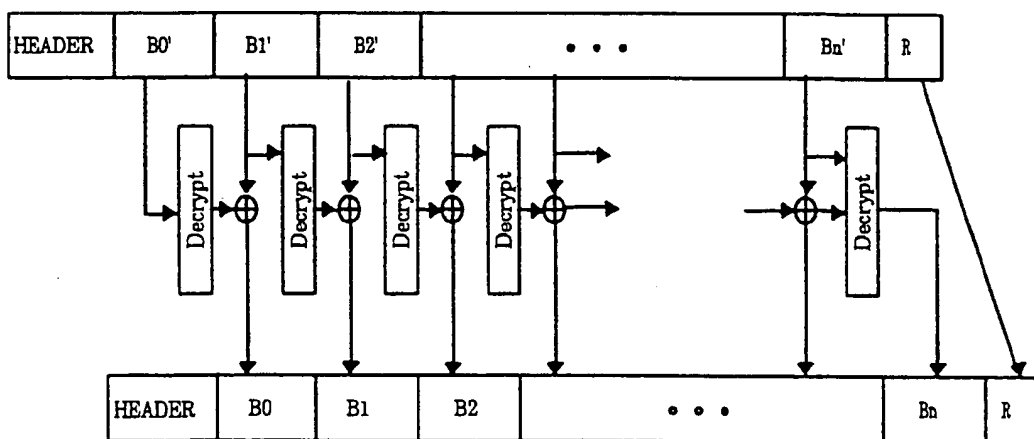 HEADER B0' B1' B2' • • • Bn' R
Decrypt Decrypt Decrypt Decrypt Decrypt
HEADER B0 B1 B2 • • • Bn R